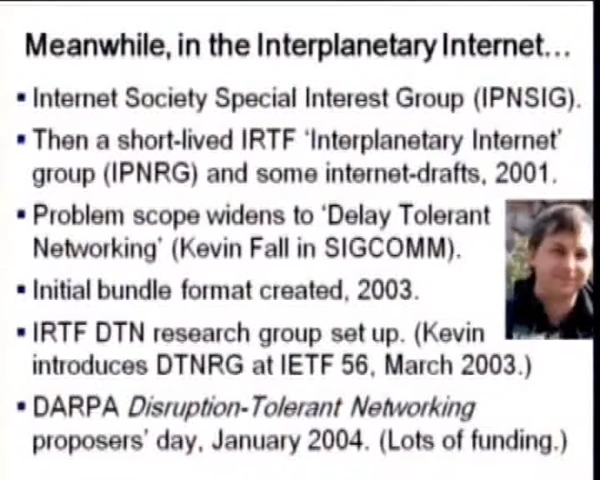 Meanwhile, in the Interplanetary Internet...
▪ Internet Society Special Interest Group (IPNSIG).
▪ Then a short-lived IRTF ‘Interplanetary Internet’
group (IPNRG) and some internet-drafts, 2001.
▪ Problem scope widens to ‘Delay Tolerant
Networking’ (Kevin Fall in SIGCOMM).
▪ Initial bundle format created, 2003.
▪ IRTF DTN research group set up. (Kevin
introduces DTNRG at IETF 56, March 2003.)
▪ DARPA Disruption-Tolerant Networking
proposers’ day, January 2004. (Lots of funding.)